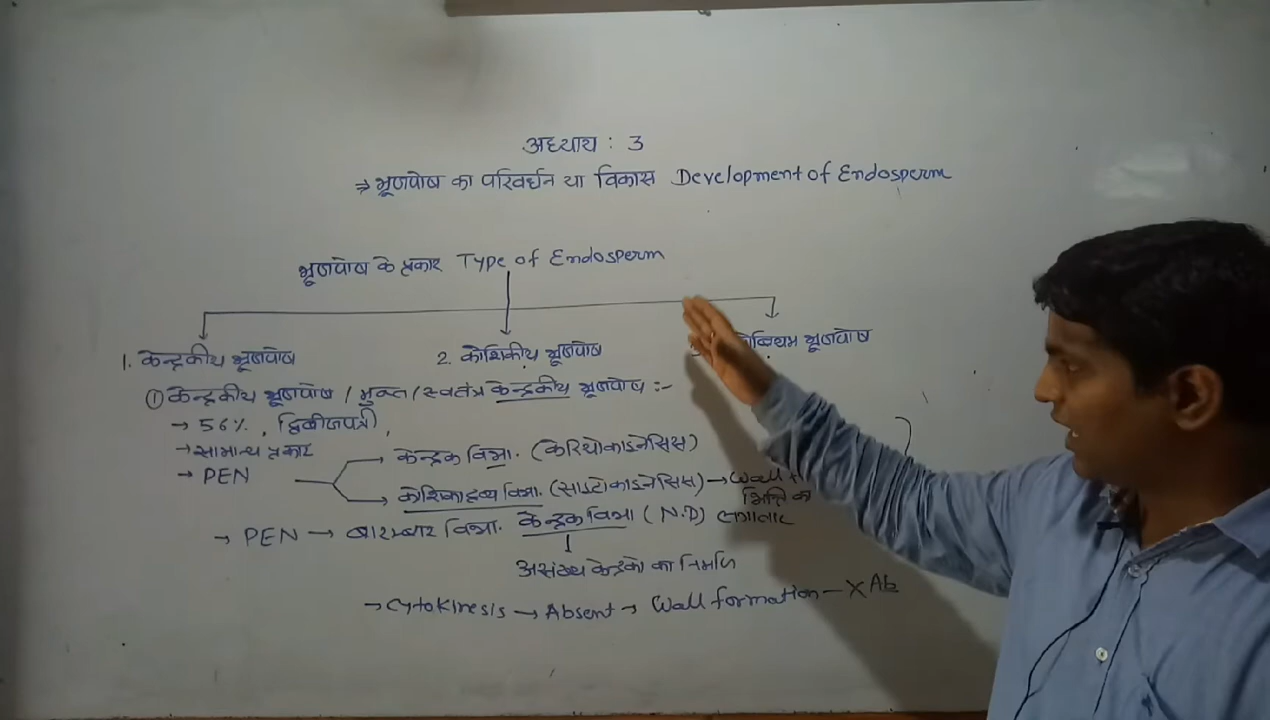 अध्याय : 3
⇒ भ्रूणपोष का परिवर्धन या विकास Development of Endosperm
भ्रूणपोष के प्रकार Type of Endosperm
1. केन्द्रकीय भ्रूणपोष
2. कोशिकीय भ्रूणपोष
भ्रूणपोष
① केन्द्रकीय भ्रूणपोष / मुक्त / स्वतंत्र केन्द्रकीय भ्रूणपोष :-
→ 56%, द्विबीजपत्री,
→ सामान्य प्रकार
→ PEN
→ केन्द्रक विभा. (केरियोकाइनेसिस)
→ कोशिकाद्रव्य विभा. (साइटोकाइनेसिस) → Wall
भित्ति का
→ PEN → बारम्बार विभा. केन्द्रक विभा (N.D) लगातार
असंख्य केन्द्रको का निर्माण
→ Cytokinesis → Absent → Wall formation – X Ab